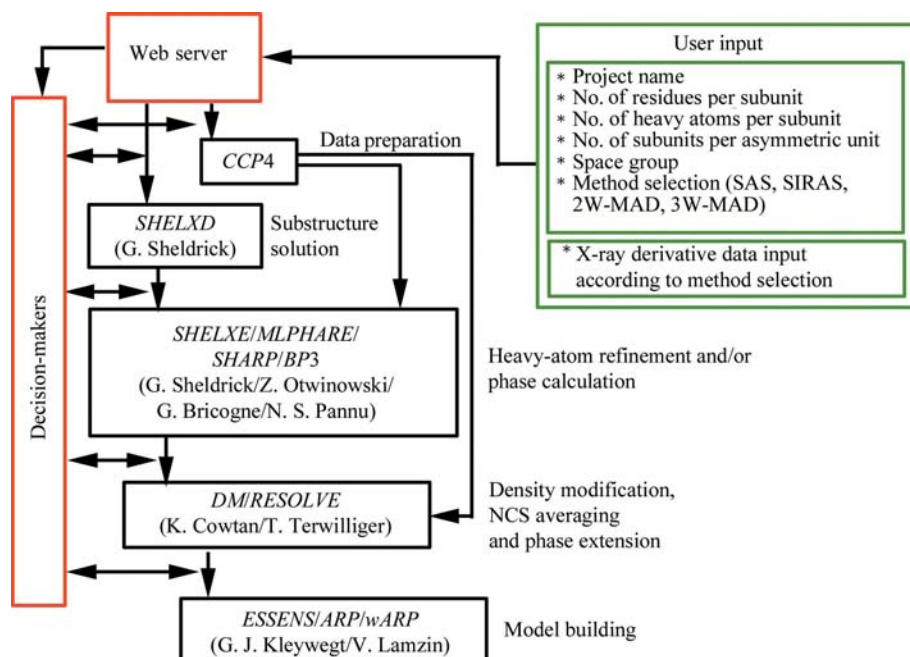 Web server
User input
* Project name
* No. of residues per subunit
* No. of heavy atoms per subunit
* No. of subunits per asymmetric unit
* Space group
* Method selection (SAS, SIRAS,
2W-MAD, 3W-MAD)
* X-ray derivative data input
according to method selection
Data preparation
CCP4
SHELXD
(G. Sheldrick)
Substructure
solution
Decision-makers
SHELXE/MLPHARE/
SHARP/BP3
(G. Sheldrick/Z. Otwinowski/
G. Bricogne/N. S. Pannu)
Heavy-atom refinement and/or
phase calculation
DM/RESOLVE
(K. Cowtan/T. Terwilliger)
Density modification,
NCS averaging
and phase extension
ESSENS/ARP/wARP
(G. J. Kleywegt/V. Lamzin)
Model building